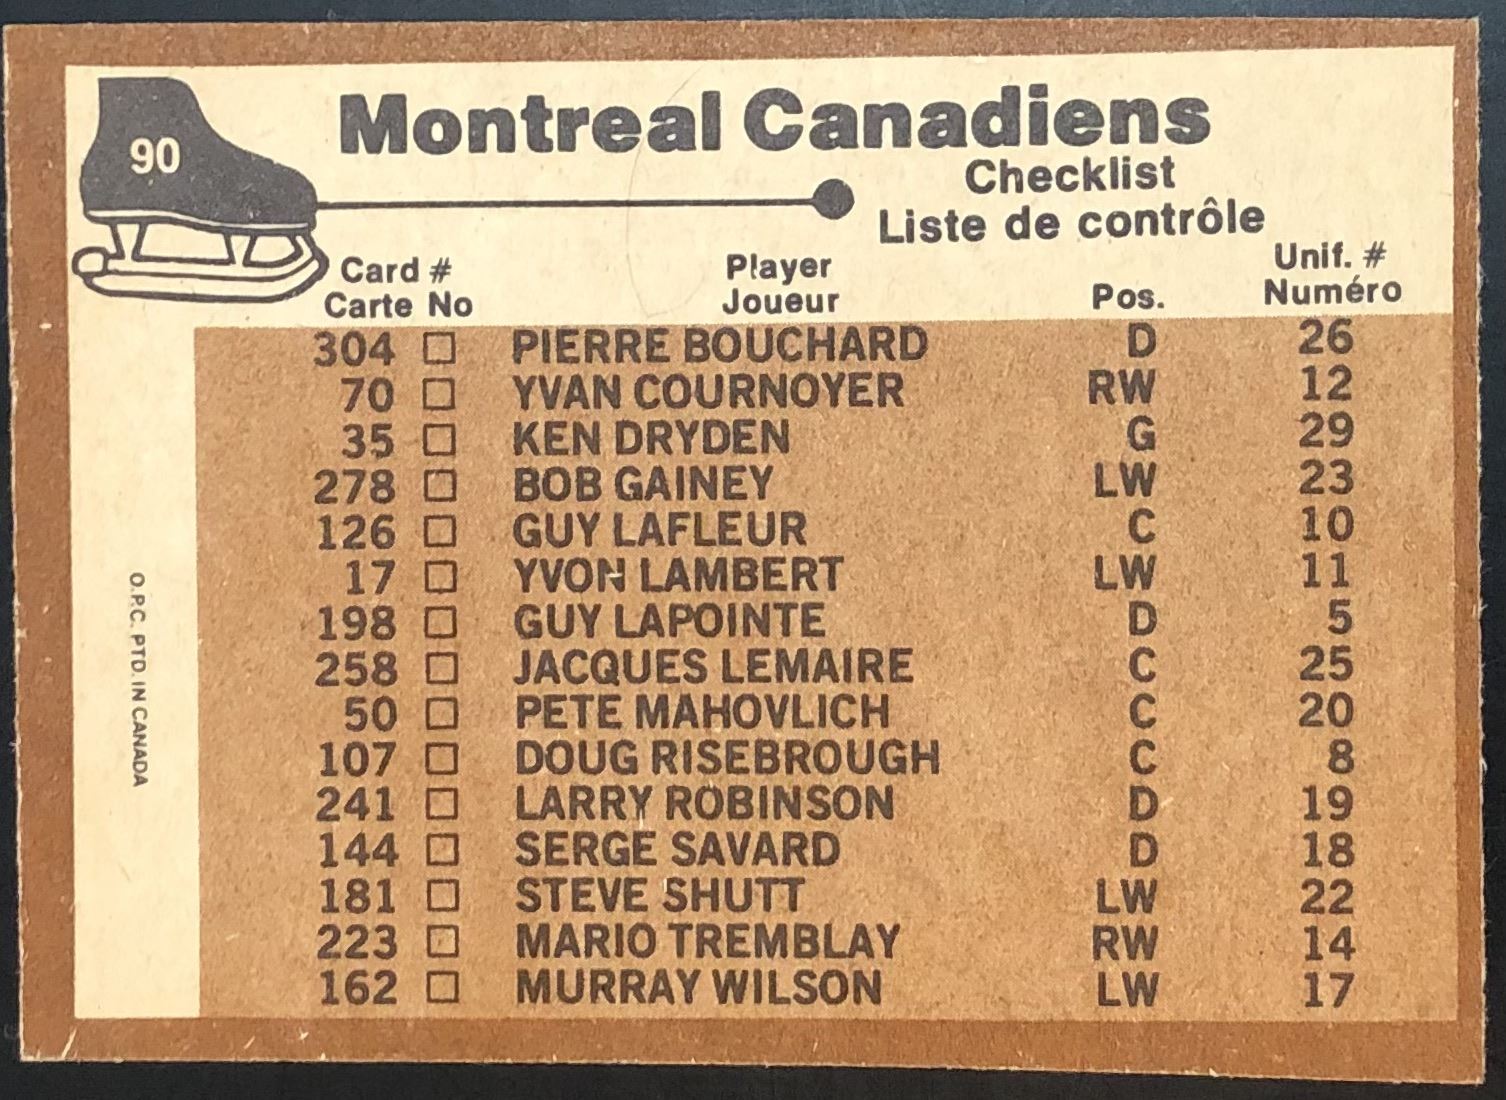 90
Montreal Canadiens
Checklist
Liste de contrôle
Card # Player Unif. #
Carte No Joueur Pos. Numéro
304 PIERRE BOUCHARD D 26
70 YVAN COURNOYER RW 12
35 KEN DRYDEN G 29
278 BOB GAINEY LW 23
126 GUY LAFLEUR C 10
17 YVON LAMBERT LW 11
198 GUY LAPOINTE D 5
258 JACQUES LEMAIRE C 25
50 PETE MAHOVLICH C 20
107 DOUG RISEBROUGH C 8
241 LARRY ROBINSON D 19
144 SERGE SAVARD D 18
181 STEVE SHUTT LW 22
223 MARIO TREMBLAY RW 14
162 MURRAY WILSON LW 17
O.P.C. PTD. IN CANADA